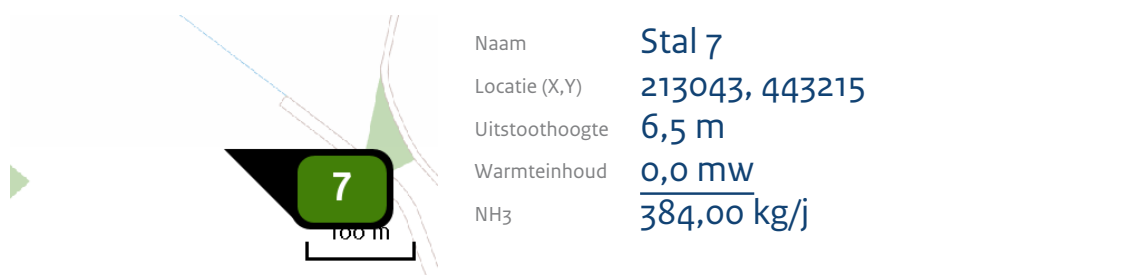 Naam Stal 7
Locatie (X,Y) 213043, 443215
Uitstoothoogte 6,5 m
Warmteinhoud 0,0 mw
NH3 384,00 kg/j
7
100 m